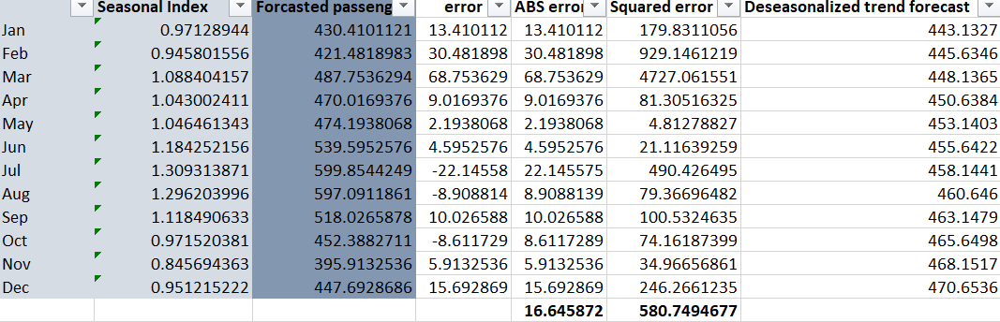 Seasonal Index Forcasted passeng error ABS error Squared error Deseasonalized trend forecast
Jan 0.97128944 430.4101121 13.410112 13.410112 179.8311056 443.1327
Feb 0.945801556 421.4818983 30.481898 30.481898 929.1461219 445.6346
Mar 1.088404157 487.7536294 68.753629 68.753629 4727.061551 448.1365
Apr 1.043002411 470.0169376 9.0169376 9.0169376 81.30516325 450.6384
May 1.046461343 474.1938068 2.1938068 2.1938068 4.81278827 453.1403
Jun 1.184252156 539.5952576 4.5952576 4.5952576 21.11639259 455.6422
Jul 1.309313871 599.8544249 -22.14558 22.145575 490.426495 458.1441
Aug 1.296203996 597.0911861 -8.908814 8.9088139 79.36696482 460.646
Sep 1.118490633 518.0265878 10.026588 10.026588 100.5324635 463.1479
Oct 0.971520381 452.3882711 -8.611729 8.6117289 74.16187399 465.6498
Nov 0.845694363 395.9132536 5.9132536 5.9132536 34.96656861 468.1517
Dec 0.951215222 447.6928686 15.692869 15.692869 246.2661235 470.6536
16.645872 580.7494677